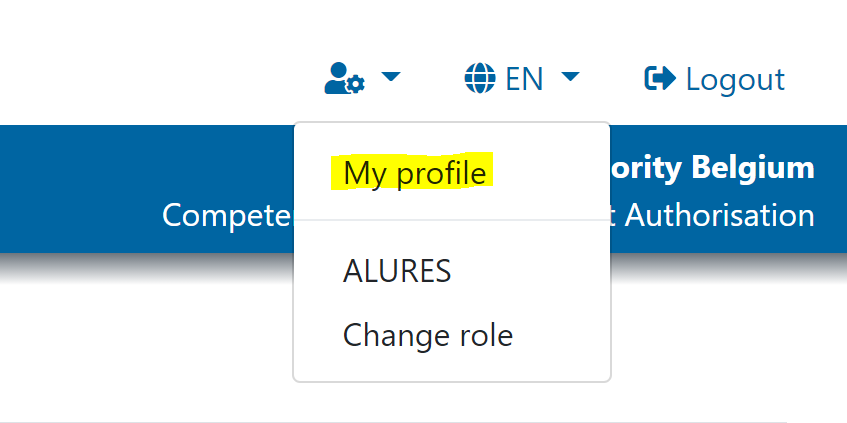 EN
Logout
My profile
ority Belgium
Compete
t Authorisation
ALURES
Change role